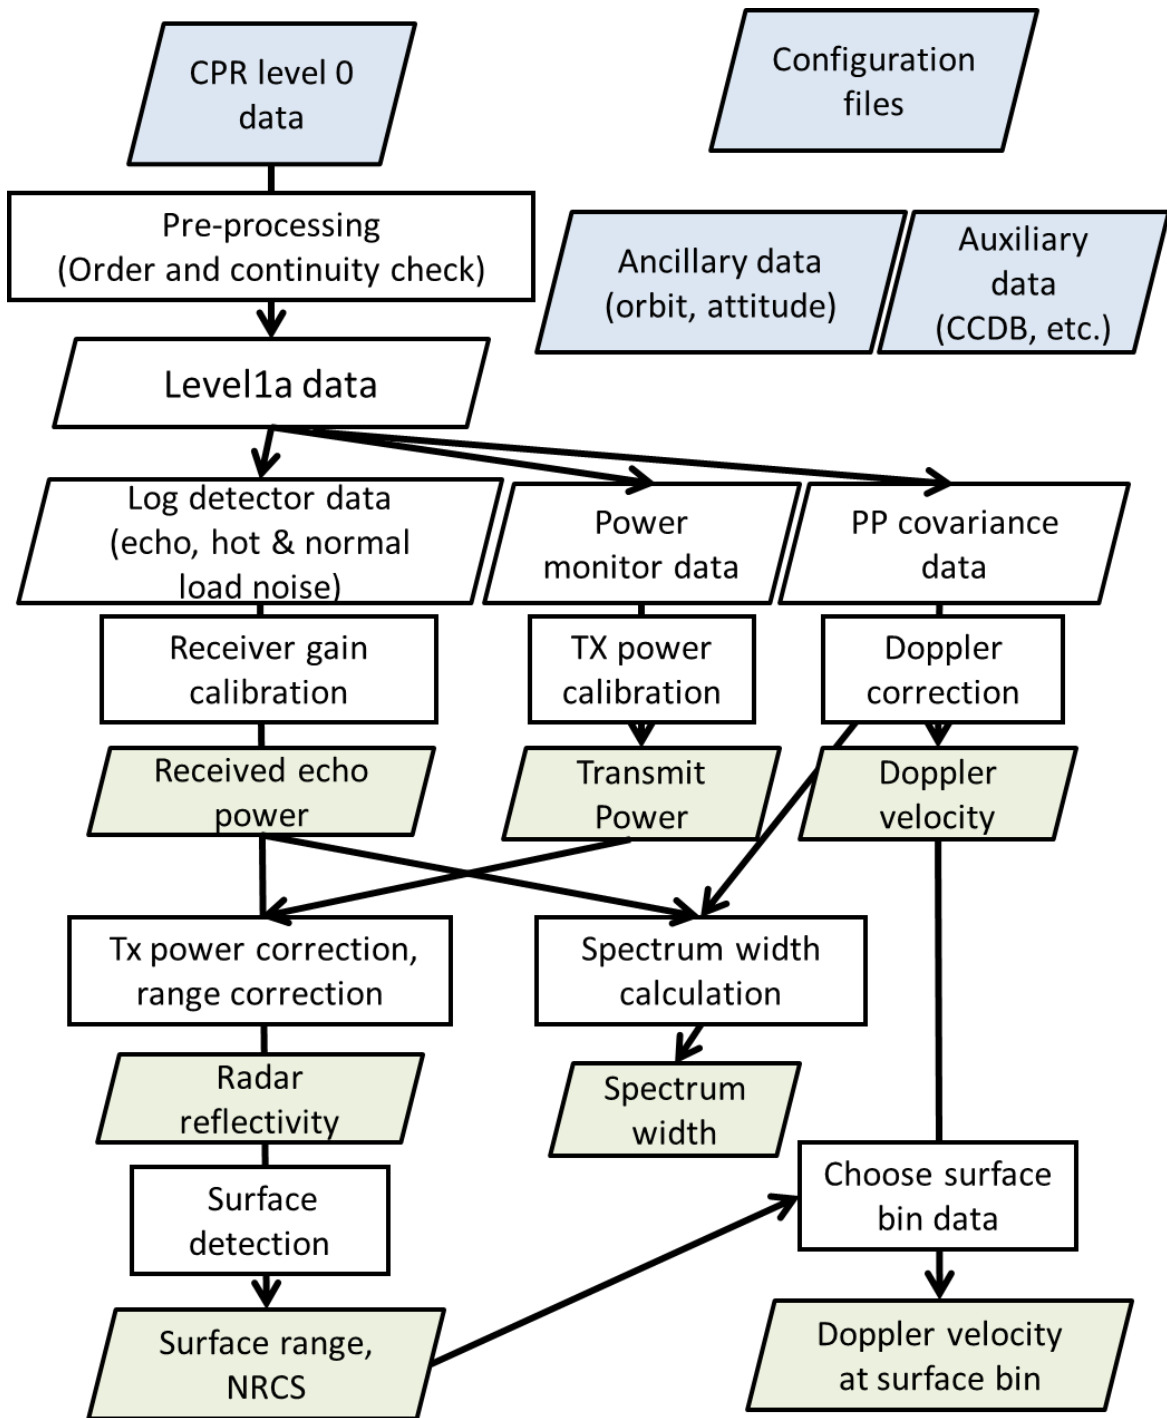 CPR level 0
data
Configuration
files
Pre-processing
(Order and continuity check)
Ancillary data
(orbit, attitude)
Auxiliary
data
(CCDB, etc.)
Level1a data
Log detector data
(echo, hot & normal
load noise)
Power
monitor data
PP covariance
data
Receiver gain
calibration
TX power
calibration
Doppler
correction
Received echo
power
Transmit
Power
Doppler
velocity
Tx power correction,
range correction
Spectrum width
calculation
Radar
reflectivity
Spectrum
width
Surface
detection
Choose surface
bin data
Surface range,
NRCS
Doppler velocity
at surface bin